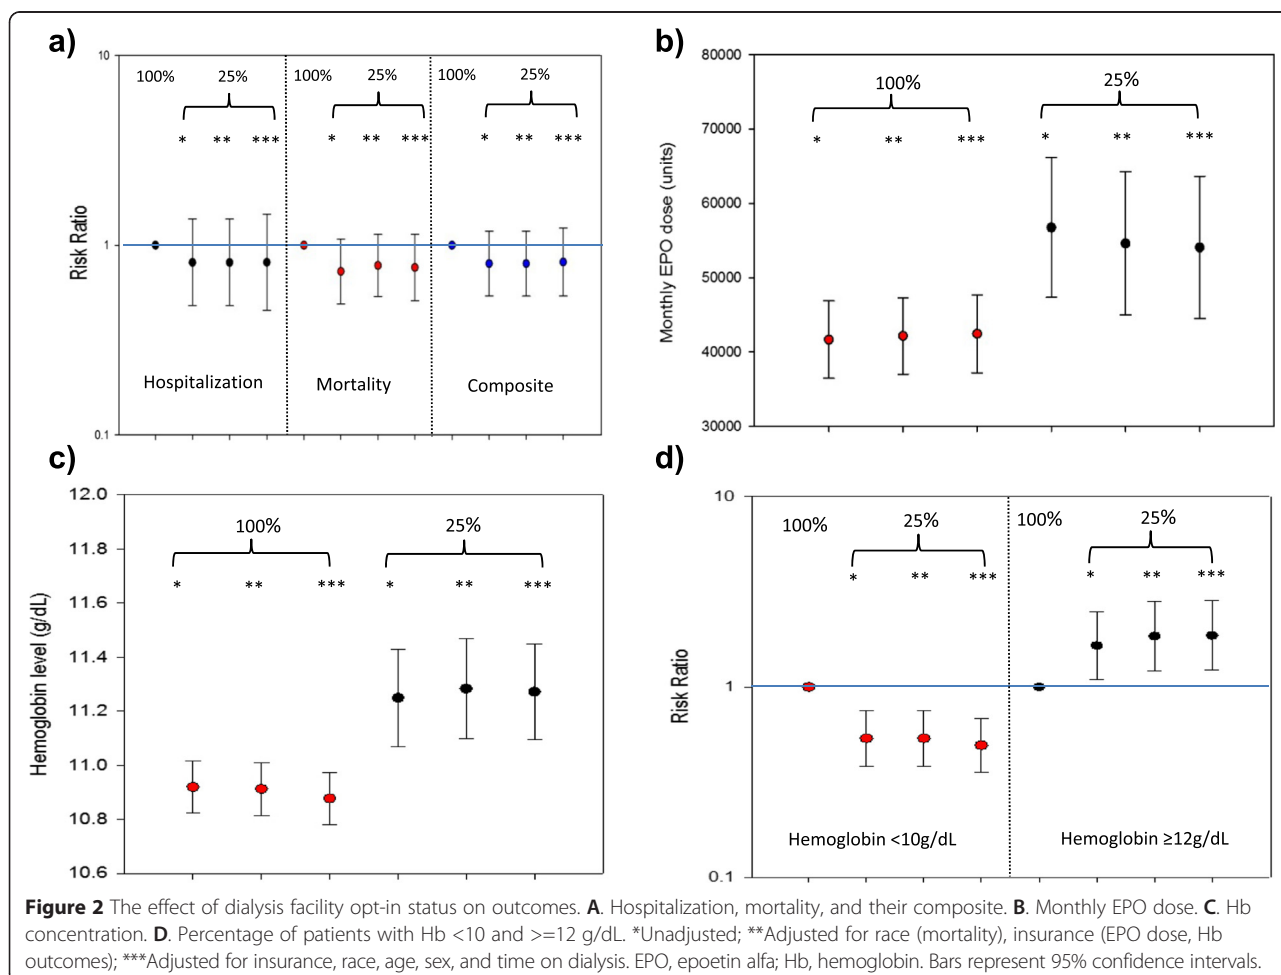 a)
10
100% 25% 100% 25% 100% 25%
* ** *** * ** *** * ** ***
Risk Ratio
1
Hospitalization Mortality Composite
0.1
b)
80000
100% 25%
70000
* ** *** * ** ***
Monthly EPO dose (units)
60000
50000
40000
30000
c)
12.0
100% 25%
11.8
* ** *** * ** ***
11.6
Hemoglobin level (g/dL)
11.4
11.2
11.0
10.8
10.6
d)
10
100% 25% 100% 25%
* ** *** * ** ***
Risk Ratio
1
Hemoglobin <10g/dL Hemoglobin ≥12g/dL
0.1
Figure 2 The effect of dialysis facility opt-in status on outcomes. A. Hospitalization, mortality, and their composite. B. Monthly EPO dose. C. Hb
concentration. D. Percentage of patients with Hb <10 and >=12 g/dL. *Unadjusted; **Adjusted for race (mortality), insurance (EPO dose, Hb
outcomes); ***Adjusted for insurance, race, age, sex, and time on dialysis. EPO, epoetin alfa; Hb, hemoglobin. Bars represent 95% confidence intervals.